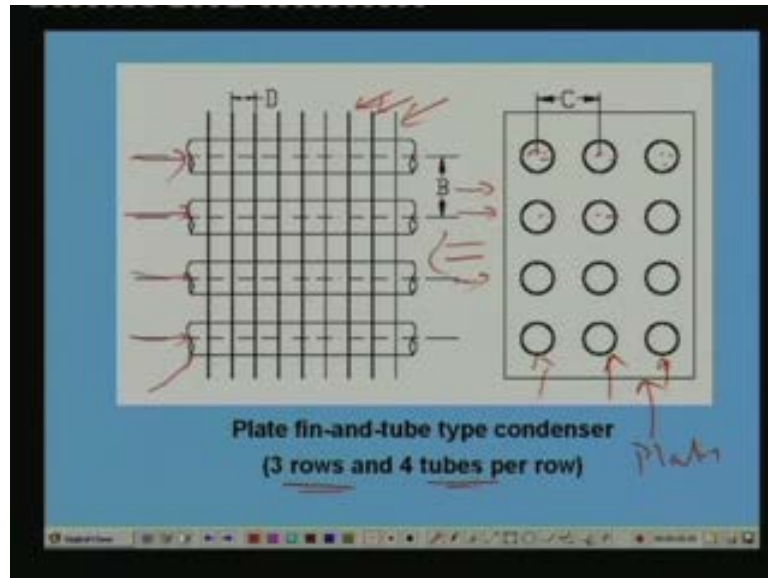 D
C
B
Plate fin-and-tube type condenser
(3 rows and 4 tubes per row)
Plate